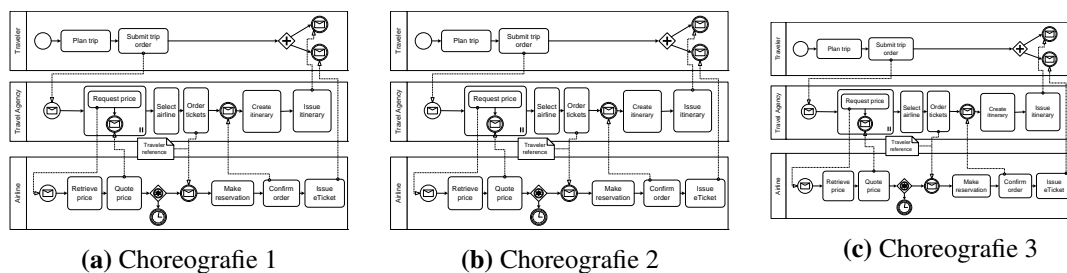 Traveler
Plan trip
Submit trip
order
Travel Agency
Request price
Select
airline
Order
tickets
Create
itinerary
Issue
itinerary
Traveler
reference
Airline
Retrieve
price
Quote
price
Make
reservation
Confirm
order
Issue
eTicket
(a) Choreografie 1
Traveler
Plan trip
Submit trip
order
Travel Agency
Request price
Select
airline
Order
tickets
Create
itinerary
Issue
itinerary
Traveler
reference
Airline
Retrieve
price
Quote
price
Make
reservation
Confirm
order
Issue
eTicket
(b) Choreografie 2
Traveler
Plan trip
Submit trip
order
Travel Agency
Request price
Select
airline
Order
tickets
Create
itinerary
Issue
itinerary
Traveler
reference
Airline
Retrieve
price
Quote
price
Make
reservation
Confirm
order
Issue
eTicket
(c) Choreografie 3